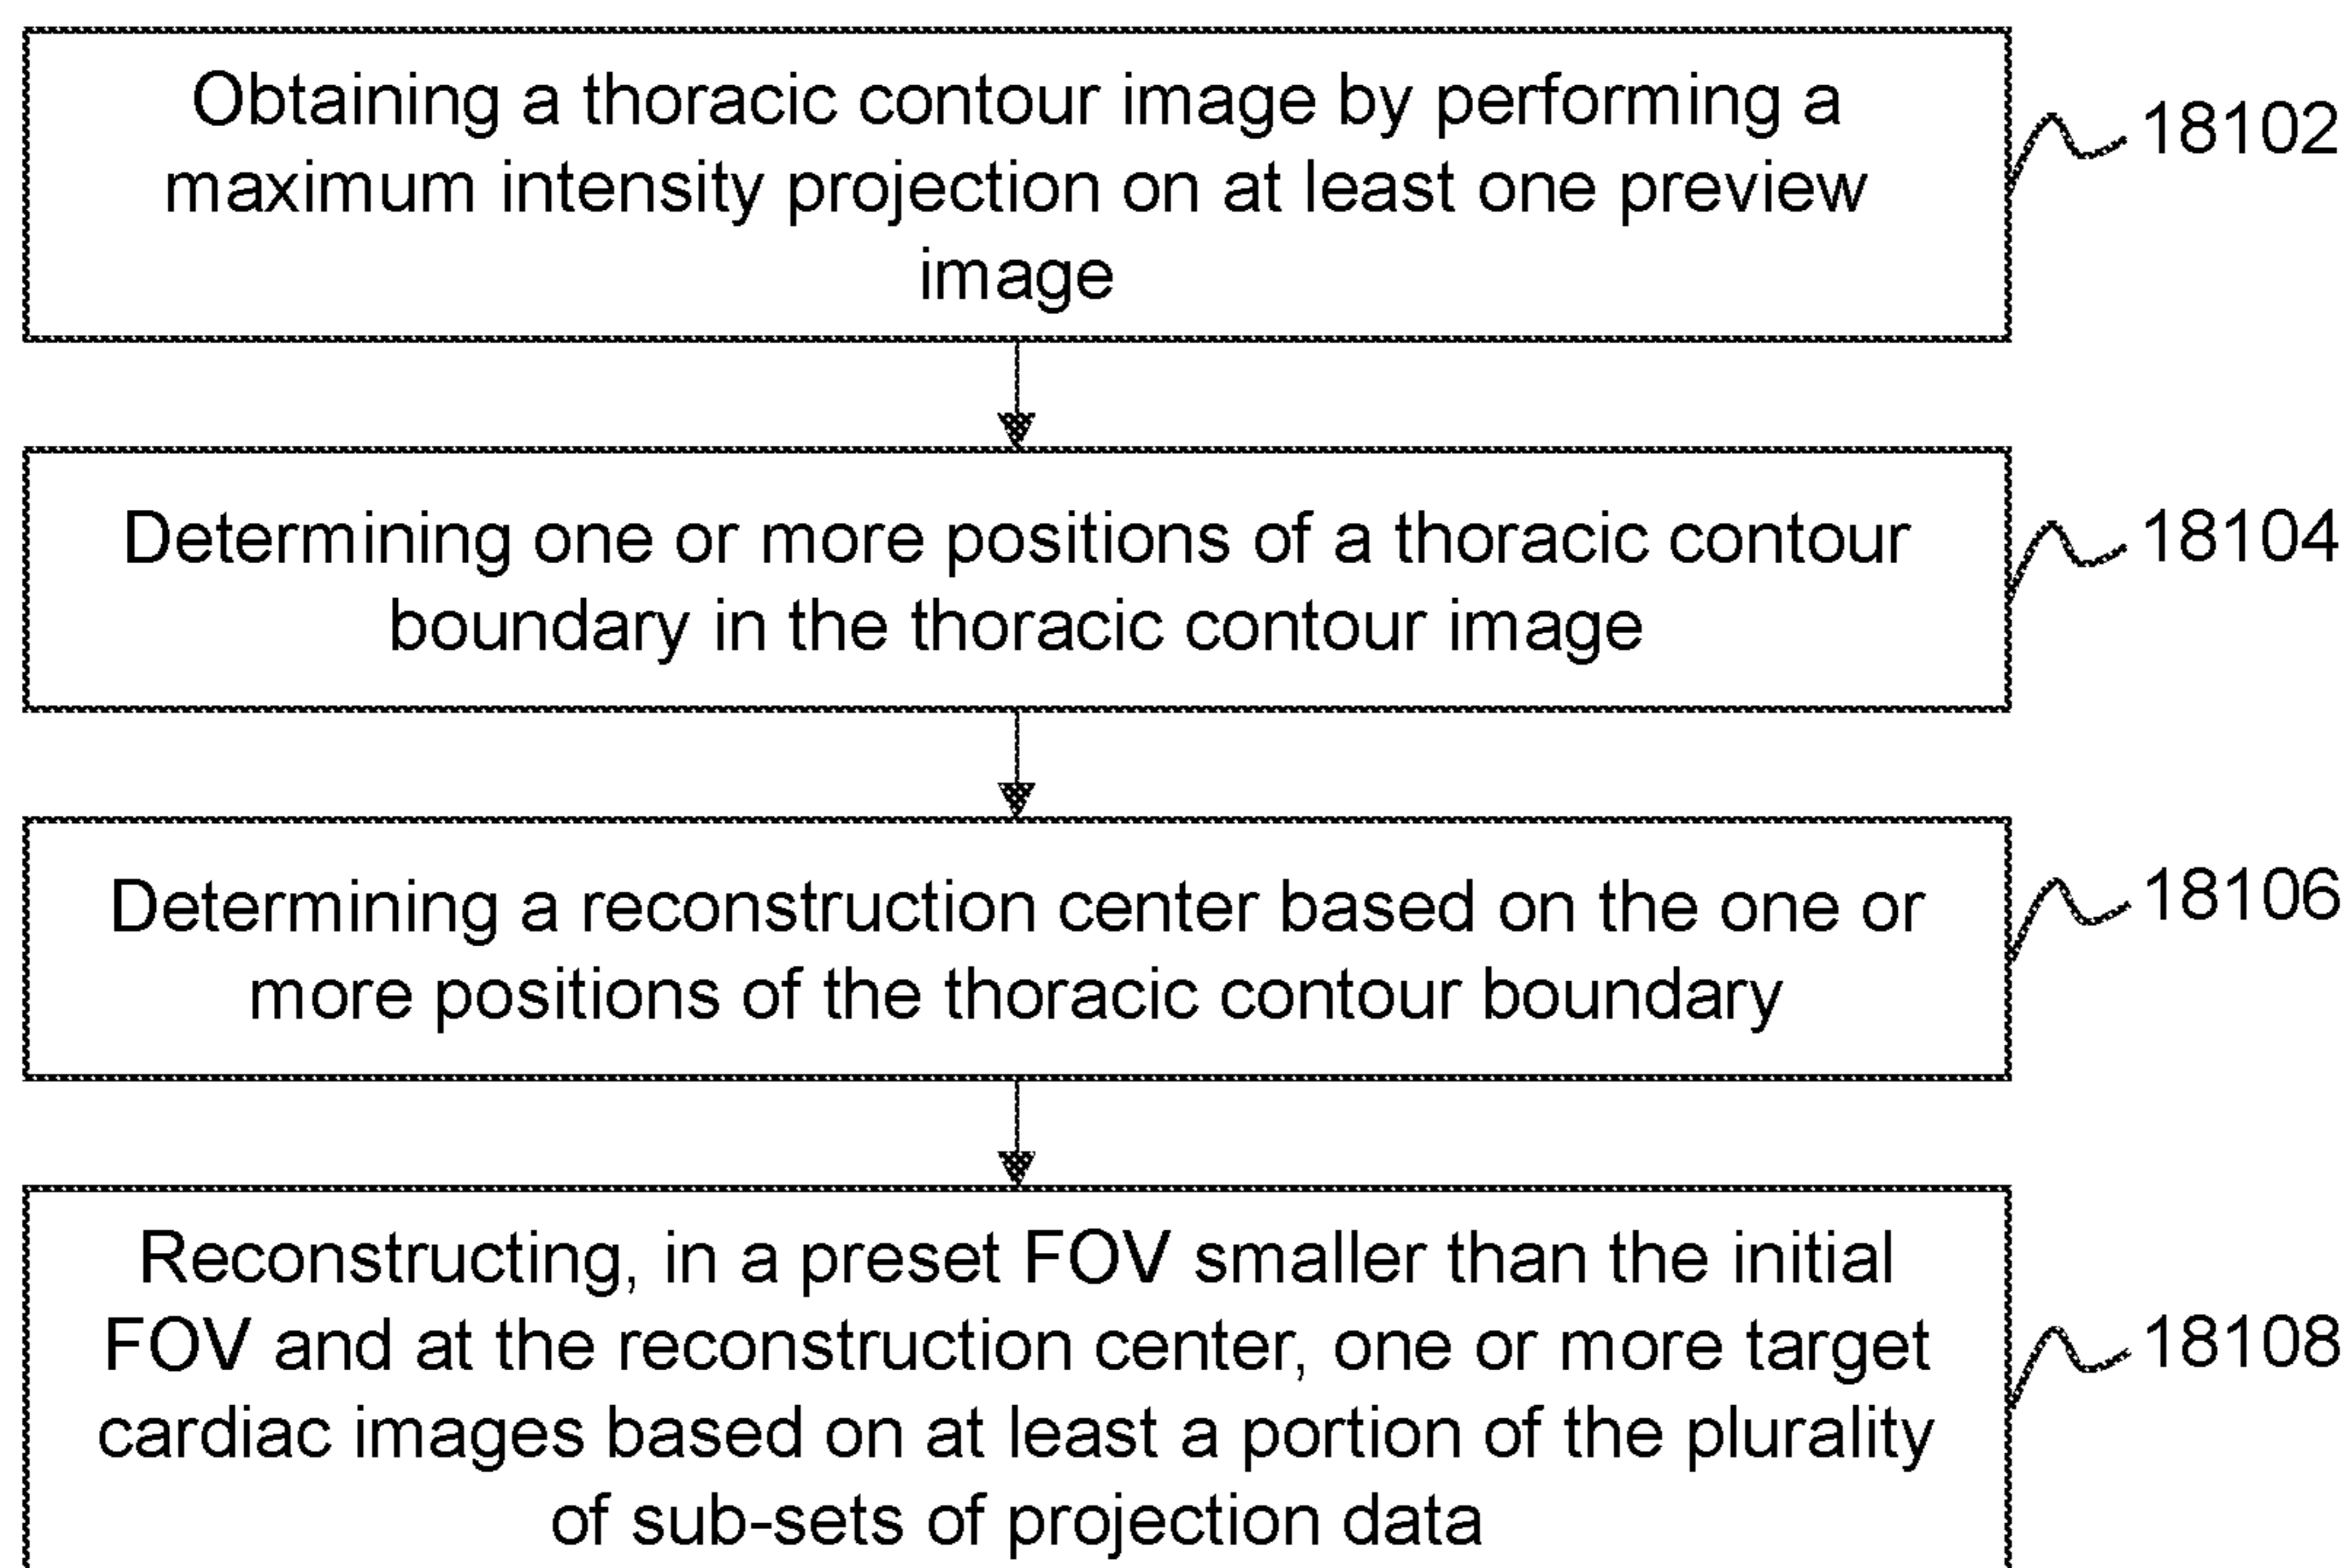 Obtaining a thoracic contour image by performing a
maximum intensity projection on at least one preview
image
18102
Determining one or more positions of a thoracic contour
boundary in the thoracic contour image
18104
Determining a reconstruction center based on the one or
more positions of the thoracic contour boundary
18106
Reconstructing, in a preset FOV smaller than the initial
FOV and at the reconstruction center, one or more target
cardiac images based on at least a portion of the plurality
of sub-sets of projection data
18108